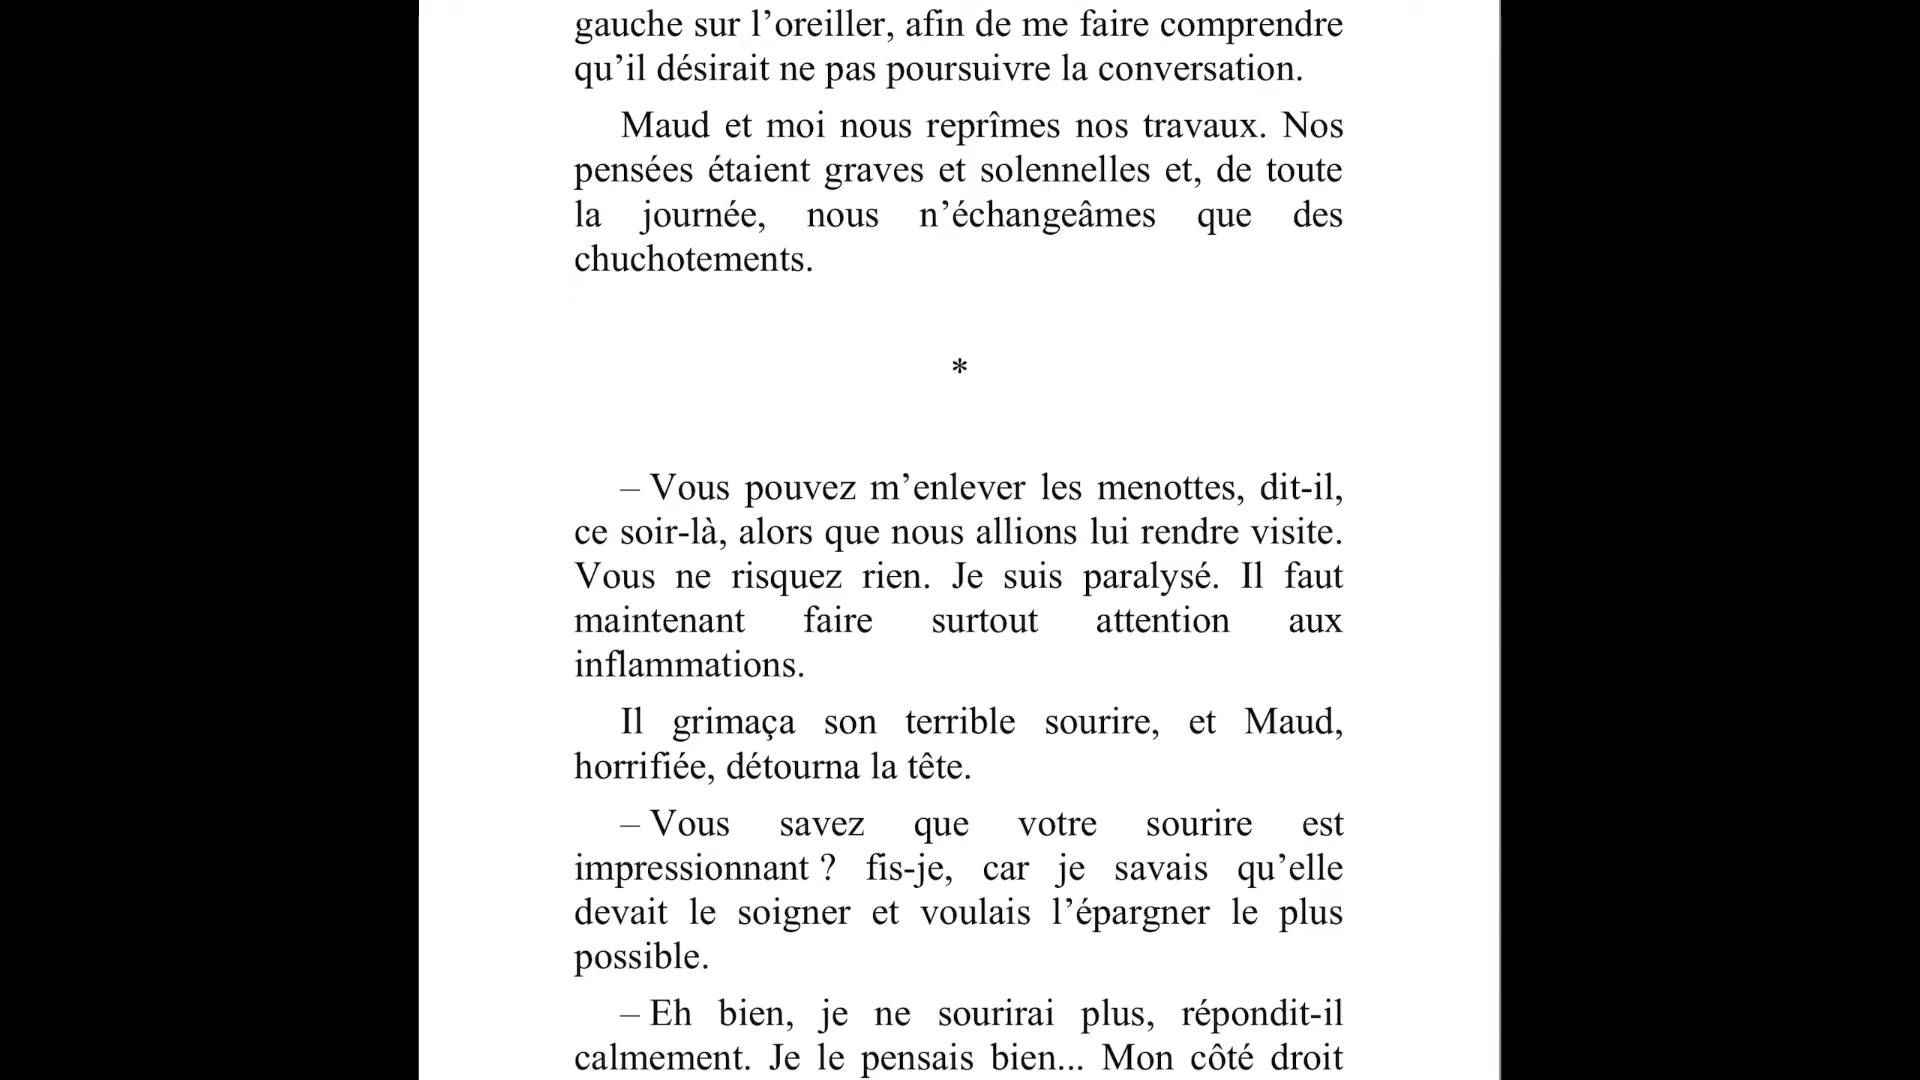 gauche sur l’oreiller, afin de me faire comprendre
qu’il désirait ne pas poursuivre la conversation.
Maud et moi nous reprîmes nos travaux. Nos
pensées étaient graves et solennelles et, de toute
la journée, nous n’échangeâmes que des
chuchotements.
*
– Vous pouvez m’enlever les menottes, dit-il,
ce soir-là, alors que nous allions lui rendre visite.
Vous ne risquez rien. Je suis paralysé. Il faut
maintenant faire surtout attention aux
inflammations.
Il grimaça son terrible sourire, et Maud,
horrifiée, détourna la tête.
– Vous savez que votre sourire est
impressionnant ? fis-je, car je savais qu’elle
devait le soigner et voulais l’épargner le plus
possible.
– Eh bien, je ne sourirai plus, répondit-il
calmement. Je le pensais bien... Mon côté droit